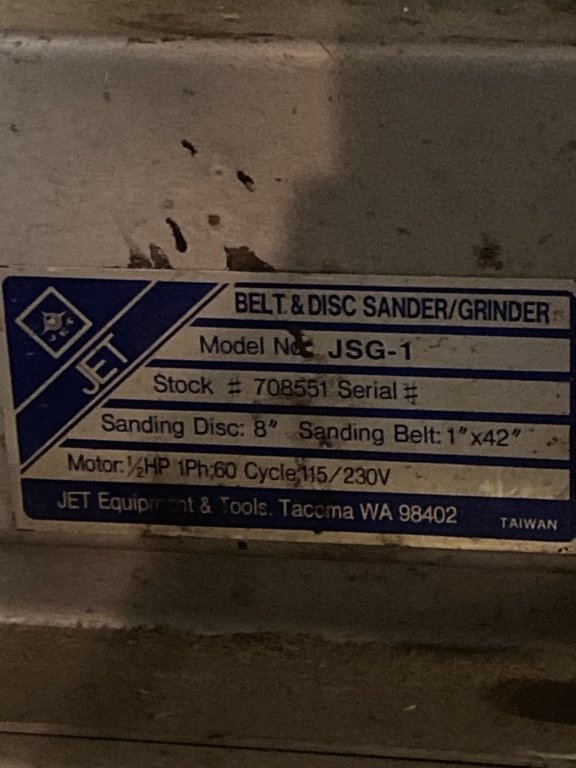 BELT & DISC SANDER/GRINDER
JET
JET
Model No: JSG-1
Stock # 708551 Serial #
Sanding Disc: 8" Sanding Belt: 1"x42"
Motor: ½HP 1Ph; 60 Cycle; 115/230V
JET Equipment & Tools. Tacoma WA 98402
TAIWAN